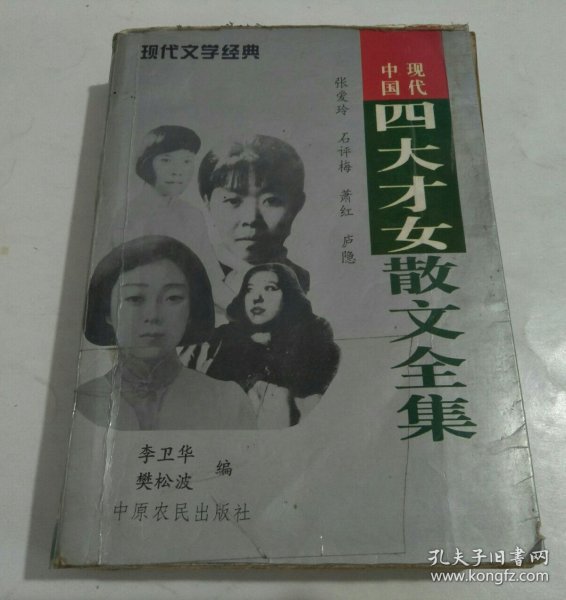 现代文学经典
现代
中国
四大才女散文全集
张爱玲 石评梅 萧红 庐隐
李卫华
樊松波
编
中原农民出版社
孔夫子旧书网
www.kongfz.com